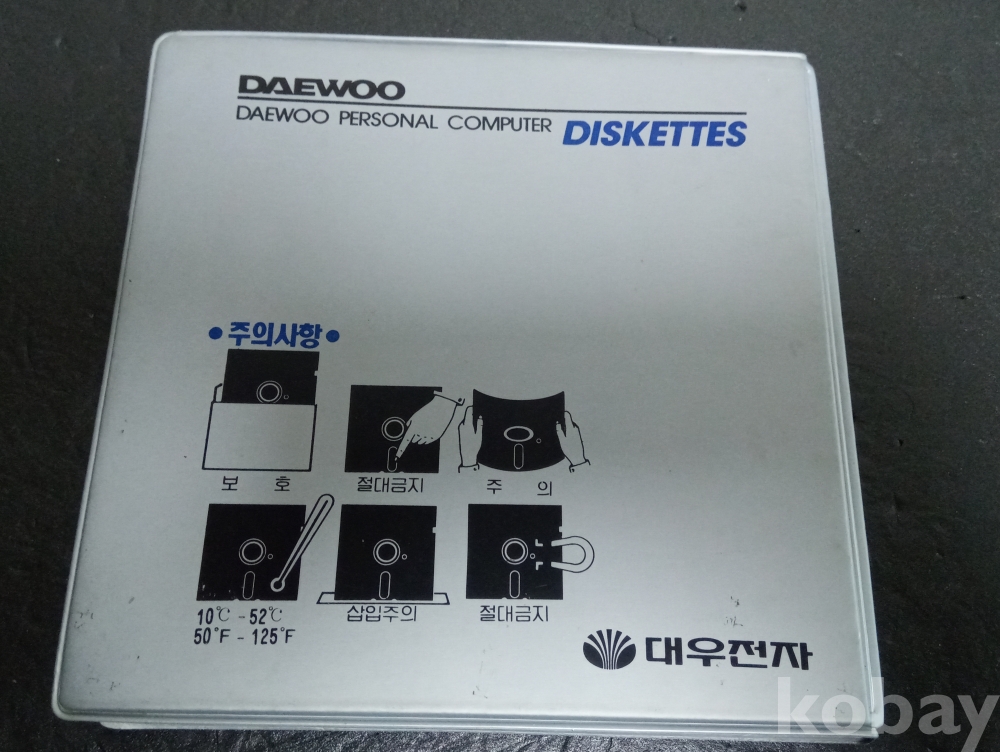 DAEWOO
DAEWOO PERSONAL COMPUTER DISKETTES
• 주의사항 •
보 호
절대금지
주 의
10℃ - 52℃
50°F - 125°F
삽입주의
절대금지
대우전자
kobay